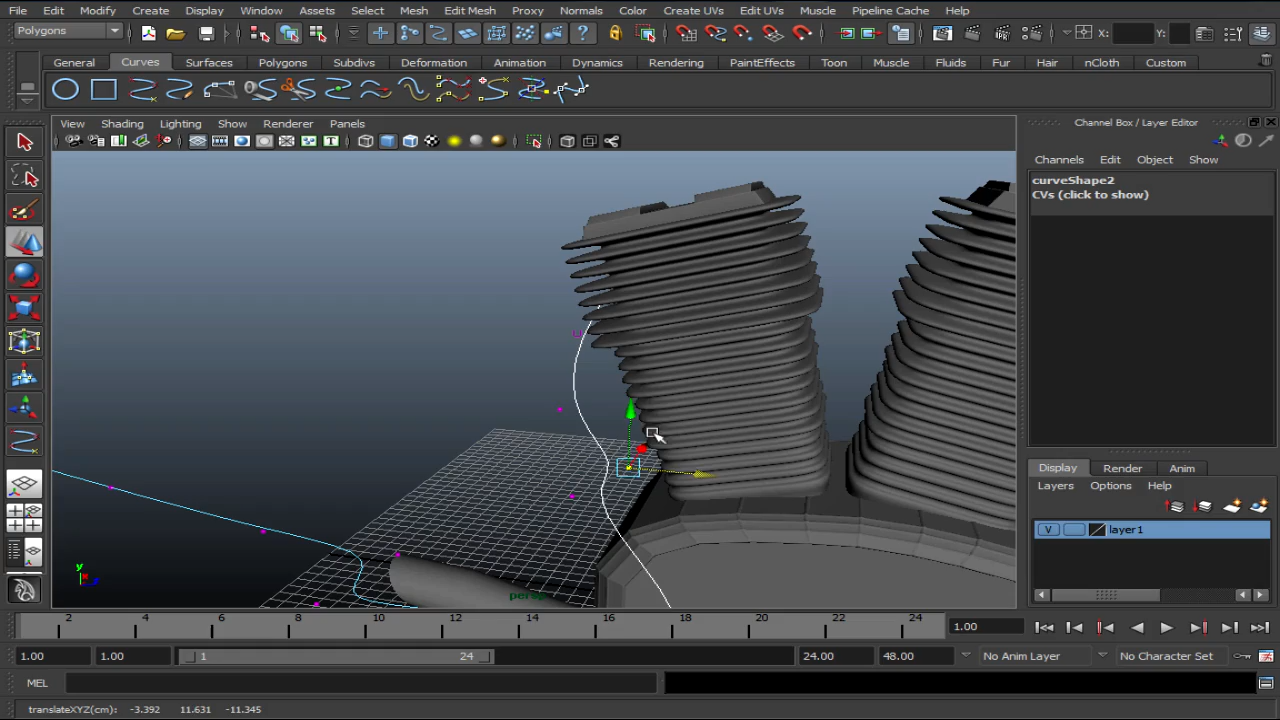 File Edit Modify Create Display Window Assets Select Mesh Edit Mesh Proxy Normals Color Create UVs Edit UVs Muscle Pipeline Cache Help
Polygons X: Y:
General Curves Surfaces Polygons Subdivs Deformation Animation Dynamics Rendering PaintEffects Toon Muscle Fluids Fur Hair nCloth Custom
View Shading Lighting Show Renderer Panels
Channel Box / Layer Editor
Channels Edit Object Show
curveShape2
CVs (click to show)
Display Render Anim
Layers Options Help
V layer1
y
persp
2 4 6 8 10 12 14 16 18 20 22 24 1.00
1.00 1.00 1 24 24.00 48.00 No Anim Layer No Character Set
MEL
translateXYZ(cm): -3.392 11.631 -11.345